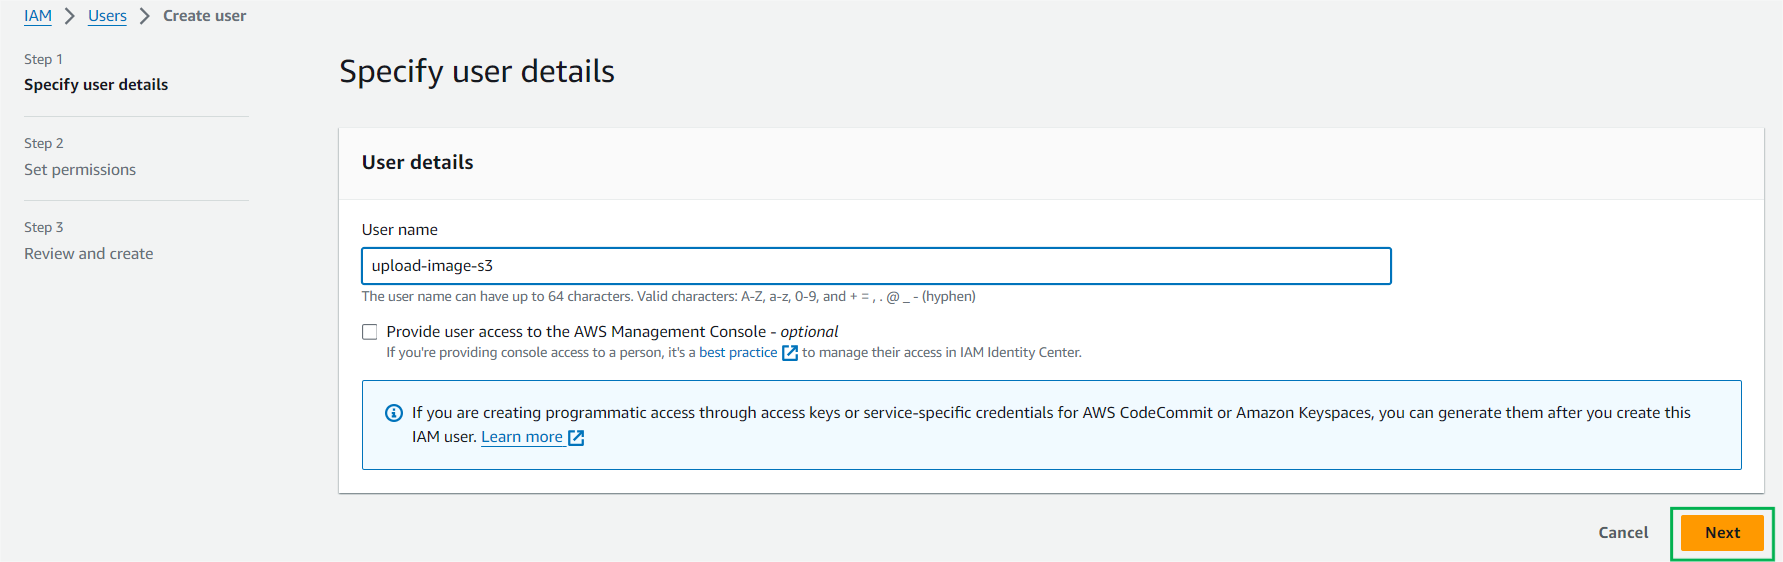 IAM > Users > Create user
Step 1
Specify user details
Step 2
Set permissions
Step 3
Review and create
Specify user details
User details
User name
upload-image-s3
The user name can have up to 64 characters. Valid characters: A-Z, a-z, 0-9, and + = , . @ _ - (hyphen)
Provide user access to the AWS Management Console - optional
If you're providing console access to a person, it's a best practice to manage their access in IAM Identity Center.
If you are creating programmatic access through access keys or service-specific credentials for AWS CodeCommit or Amazon Keyspaces, you can generate them after you create this
IAM user. Learn more
Cancel
Next